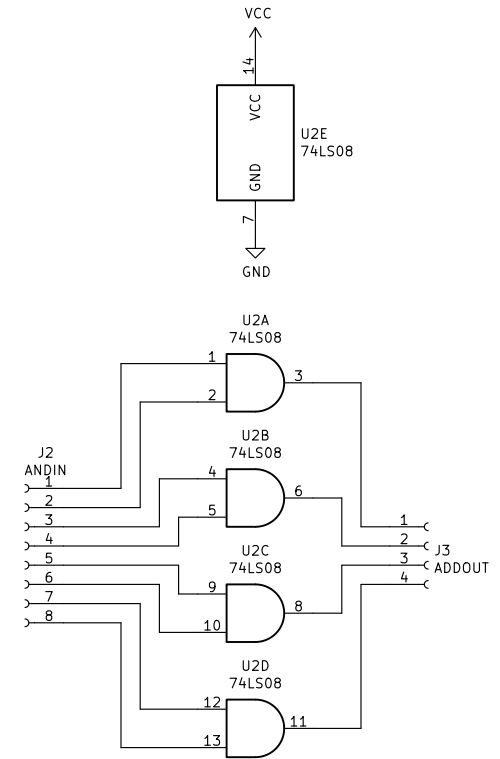 VCC
14
VCC
U2E
74LS08
GND
7
GND
U2A
74LS08
1
3
2
U2B
74LS08
J2
ANDIN
4
6
5
1
2
3
4
5
6
7
8
1
2
3
4
J3
ADDOUT
U2C
74LS08
9
8
10
U2D
74LS08
12
11
13